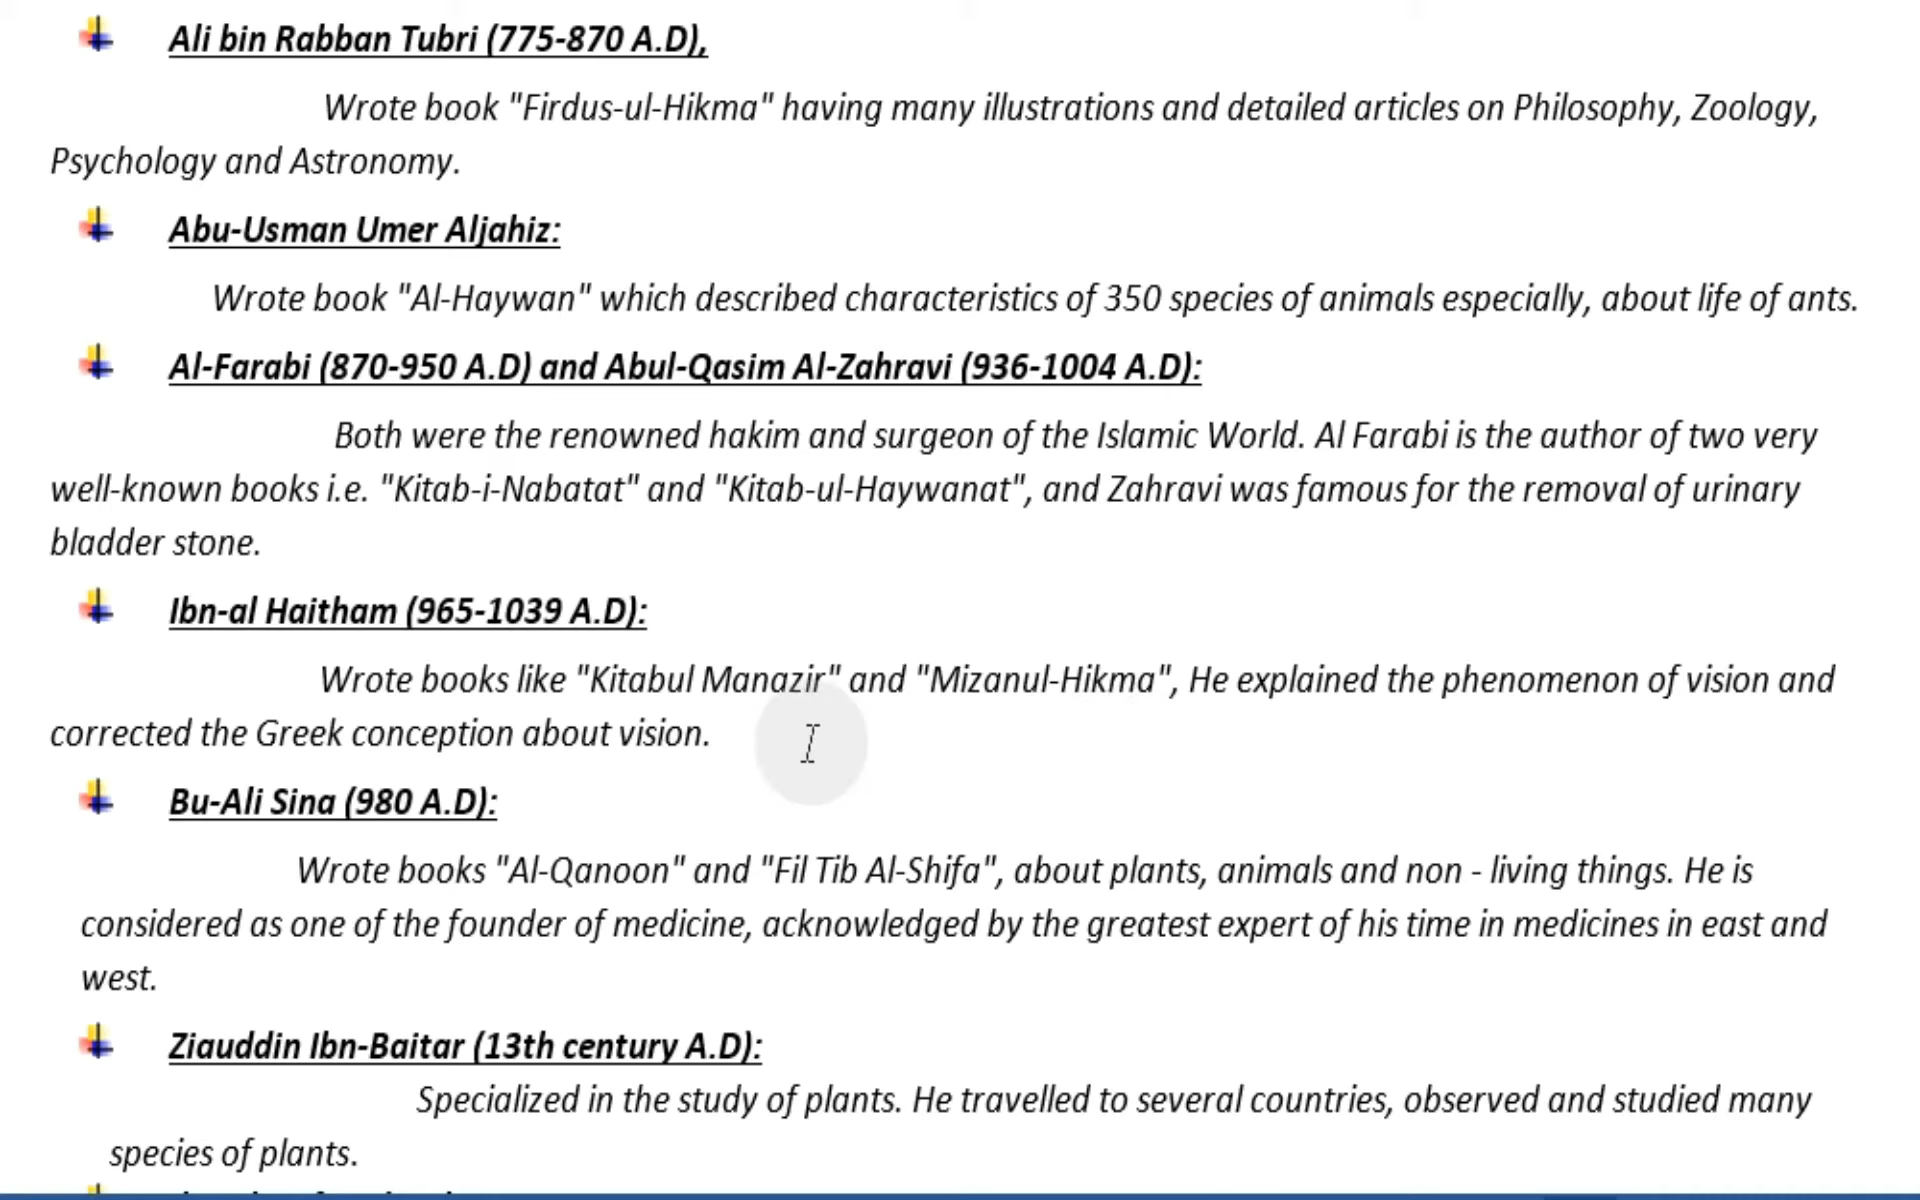 Ali bin Rabban Tubri (775-870 A.D),
Wrote book "Firdus-ul-Hikma" having many illustrations and detailed articles on Philosophy, Zoology,
Psychology and Astronomy.
Abu-Usman Umer Aljahiz:
Wrote book "Al-Haywan" which described characteristics of 350 species of animals especially, about life of ants.
Al-Farabi (870-950 A.D) and Abul-Qasim Al-Zahravi (936-1004 A.D):
Both were the renowned hakim and surgeon of the Islamic World. Al Farabi is the author of two very
well-known books i.e. "Kitab-i-Nabatat" and "Kitab-ul-Haywanat", and Zahravi was famous for the removal of urinary
bladder stone.
Ibn-al Haitham (965-1039 A.D):
Wrote books like "Kitabul Manazir" and "Mizanul-Hikma", He explained the phenomenon of vision and
corrected the Greek conception about vision.
Bu-Ali Sina (980 A.D):
Wrote books "Al-Qanoon" and "Fil Tib Al-Shifa", about plants, animals and non - living things. He is
considered as one of the founder of medicine, acknowledged by the greatest expert of his time in medicines in east and
west.
Ziauddin Ibn-Baitar (13th century A.D):
Specialized in the study of plants. He travelled to several countries, observed and studied many
species of plants.